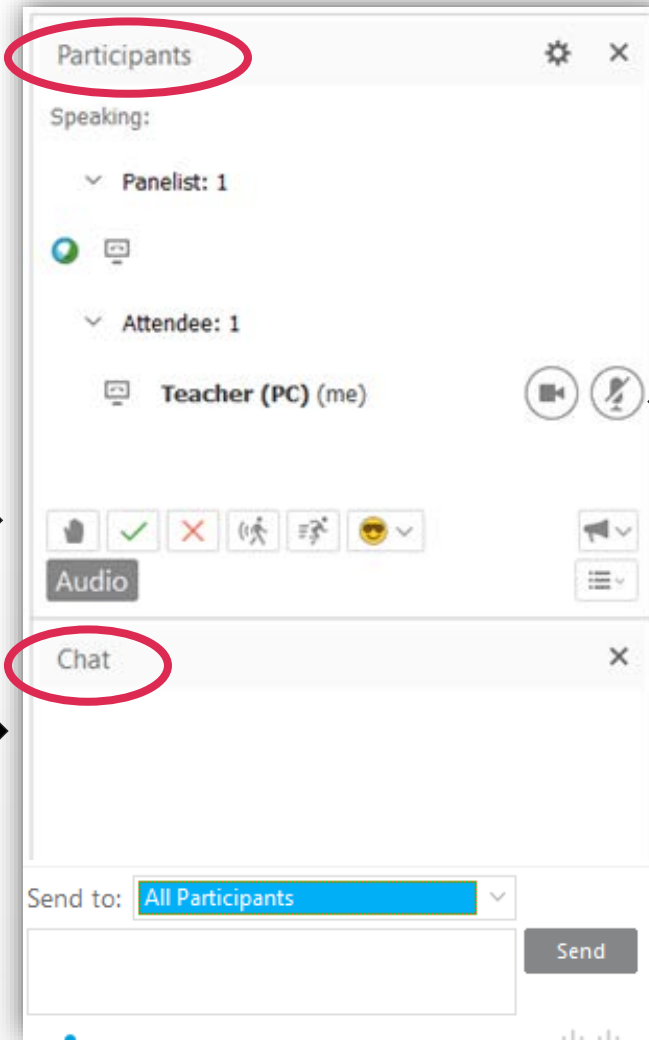 Participants
Speaking:
Panelist: 1
Attendee: 1
Teacher (PC) (me)
Audio
Chat
Send to: All Participants
Send